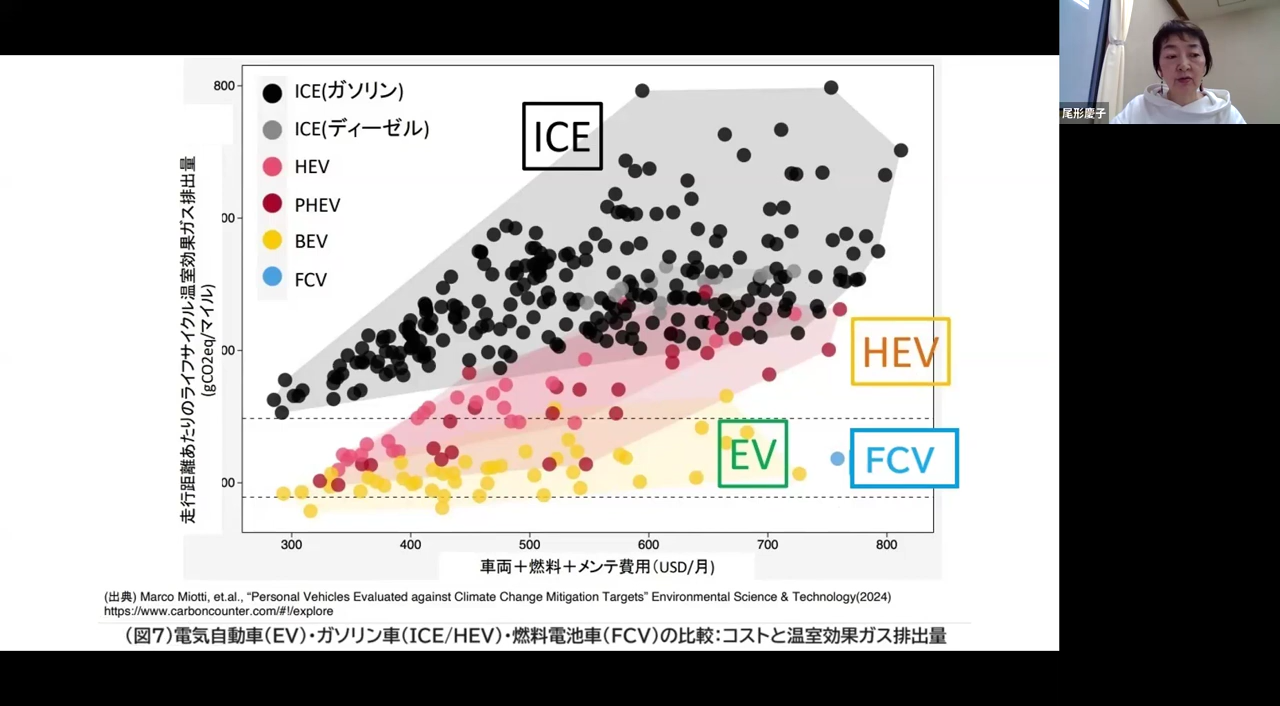 800
00
00
00
ICE(ガソリン)
ICE(ディーゼル)
HEV
PHEV
BEV
FCV
ICE
HEV
EV
FCV
走行距離あたりのライフサイクル温室効果ガス排出量
(gCO2eq/マイル)
300 400 500 600 700 800
車両+燃料+メンテ費用(USD/月)
(出典) Marco Miotti, et.al., “Personal Vehicles Evaluated against Climate Change Mitigation Targets” Environmental Science & Technology(2024)
https://www.carboncounter.com/#!/explore
(図7)電気自動車(EV)・ガソリン車(ICE/HEV)・燃料電池車(FCV)の比較:コストと温室効果ガス排出量
尾形慶子